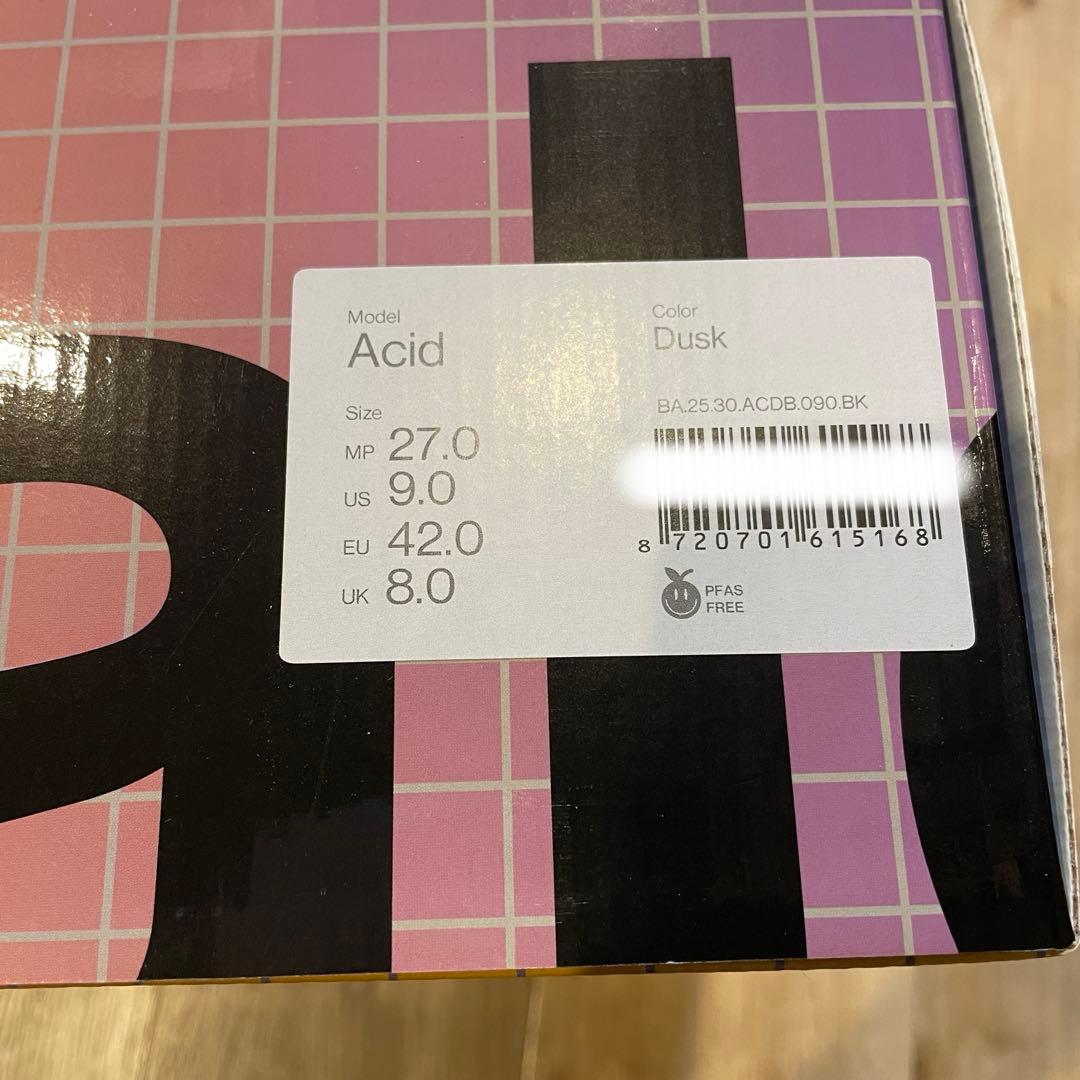 Model
Acid
Color
Dusk
Size
MP 27.0
US 9.0
EU 42.0
UK 8.0
BA.25.30.ACDB.090.BK
8 720701 615168
PFAS
FREE